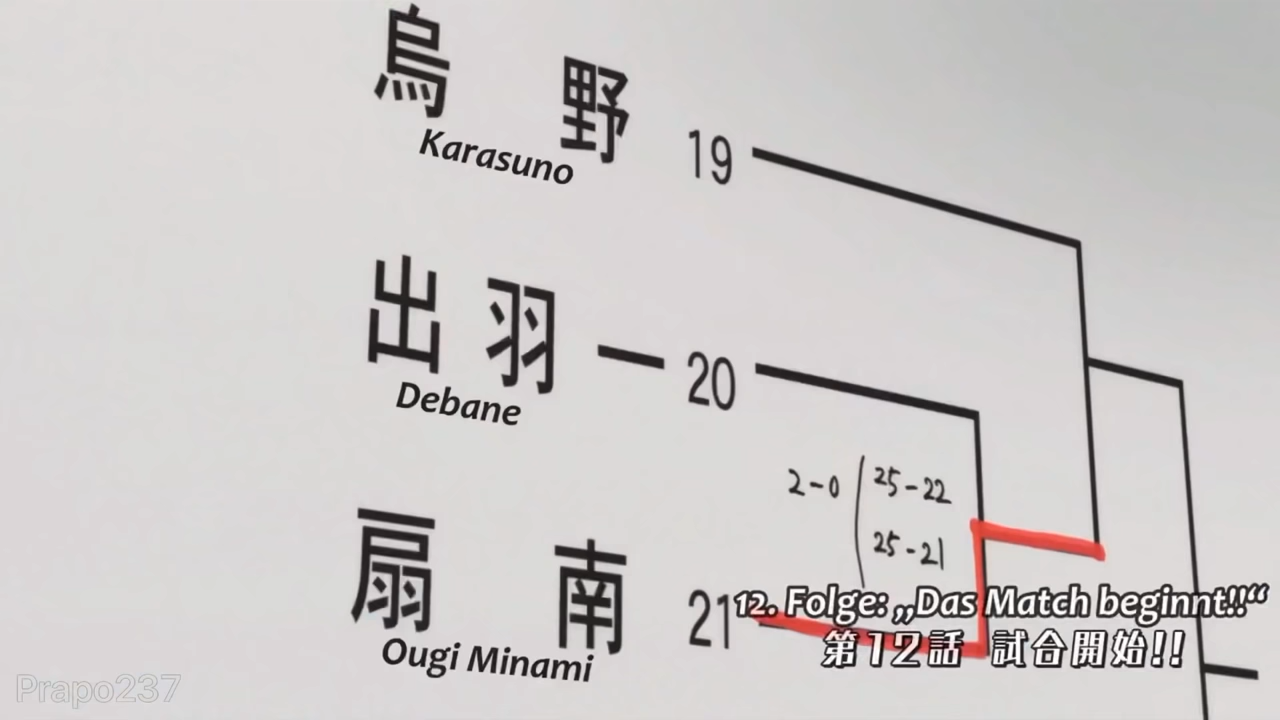 烏野
Karasuno
19
出羽一
Debane
20
2-0
25-22
25-21
扇南
Ougi Minami
21
12. Folge: „Das Match beginnt!!“
第12話 試合開始!!
Prapo237